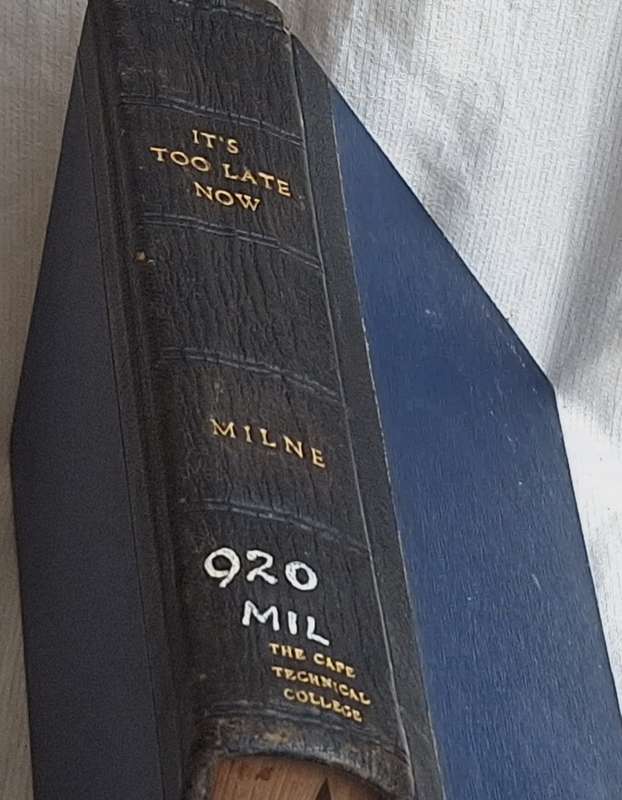 IT'S
TOO LATE
NOW
MILNE
920
MIL
THE CAPE
TECHNICAL
COLLEGE